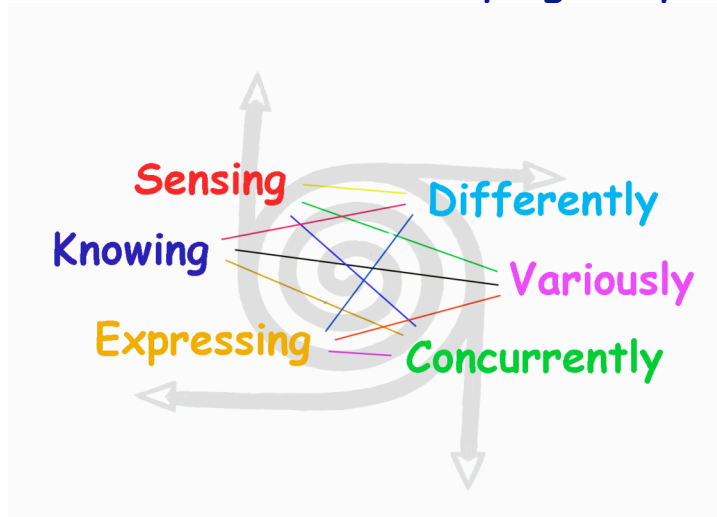 Sensing
Differently
Knowing
Variously
Expressing
Concurrently